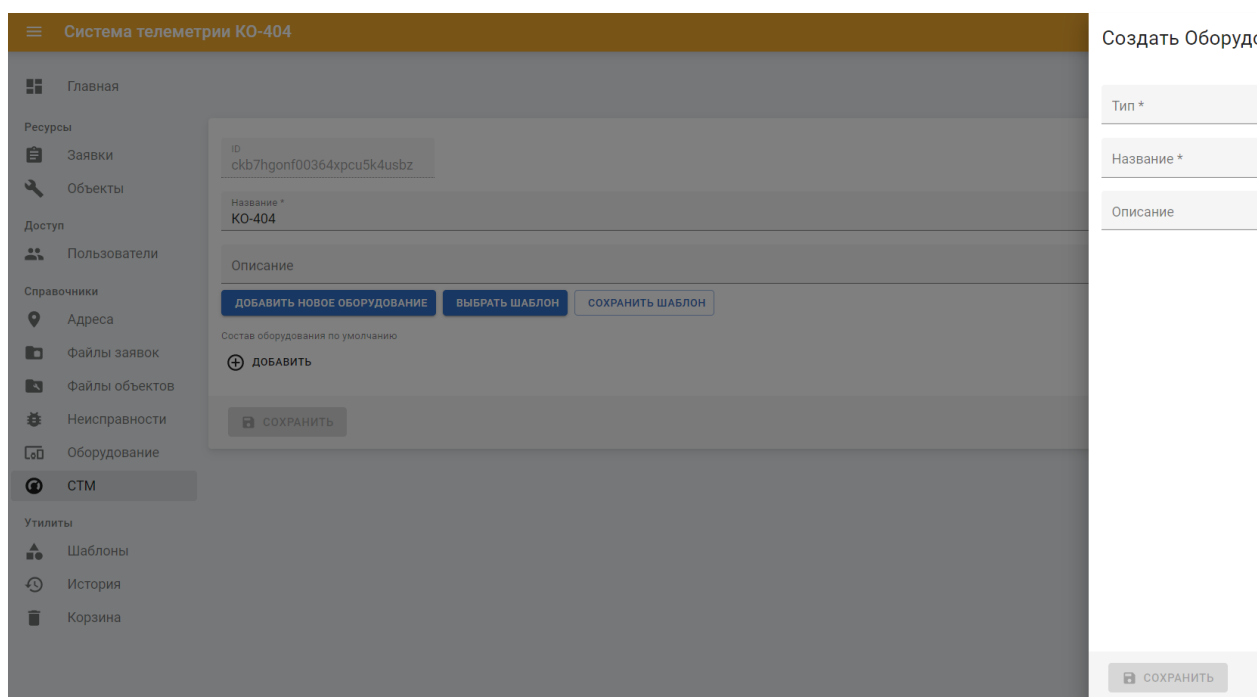 Система телеметрии КО-404
Главная
Ресурсы
Заявки
Объекты
Доступ
Пользователи
Справочники
Адреса
Файлы заявок
Файлы объектов
Неисправности
Оборудование
СТМ
Утилиты
Шаблоны
История
Корзина
ID
ckb7hgonf00364xpcu5k4usbz
Название *
КО-404
Описание
ДОБАВИТЬ НОВОЕ ОБОРУДОВАНИЕ ВЫБРАТЬ ШАБЛОН СОХРАНИТЬ ШАБЛОН
Состав оборудования по умолчанию
ДОБАВИТЬ
СОХРАНИТЬ
Создать Оборудо
Тип *
Название *
Описание
СОХРАНИТЬ